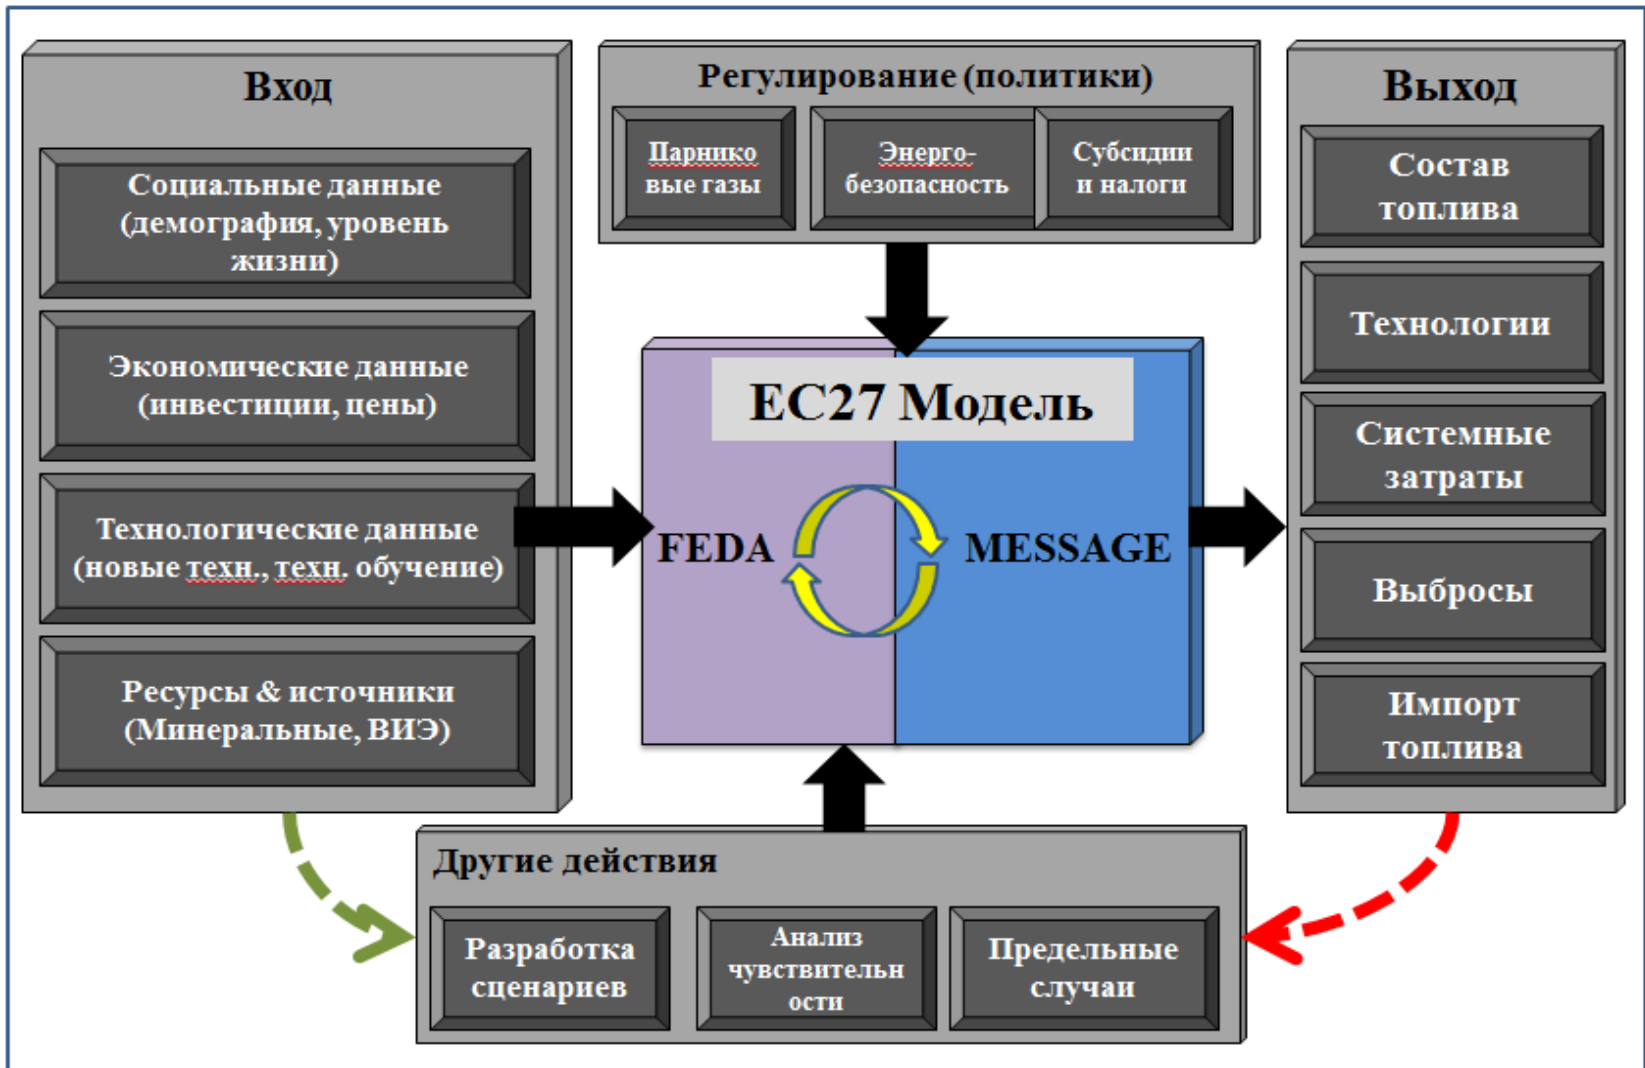 Вход
Социальные данные
(демография, уровень
жизни)
Экономические данные
(инвестиции, цены)
Технологические данные
(новые техн., техн. обучение)
Ресурсы & источники
(Минеральные, ВИЭ)
Регулирование (политики)
Парнико
вые газы
Энерго-
безопасность
Субсидии
и налоги
ЕС27 Модель
FEDA
MESSAGE
Выход
Состав
топлива
Технологии
Системные
затраты
Выбросы
Импорт
топлива
Другие действия
Разработка
сценариев
Анализ
чувствительн
ости
Предельные
случаи